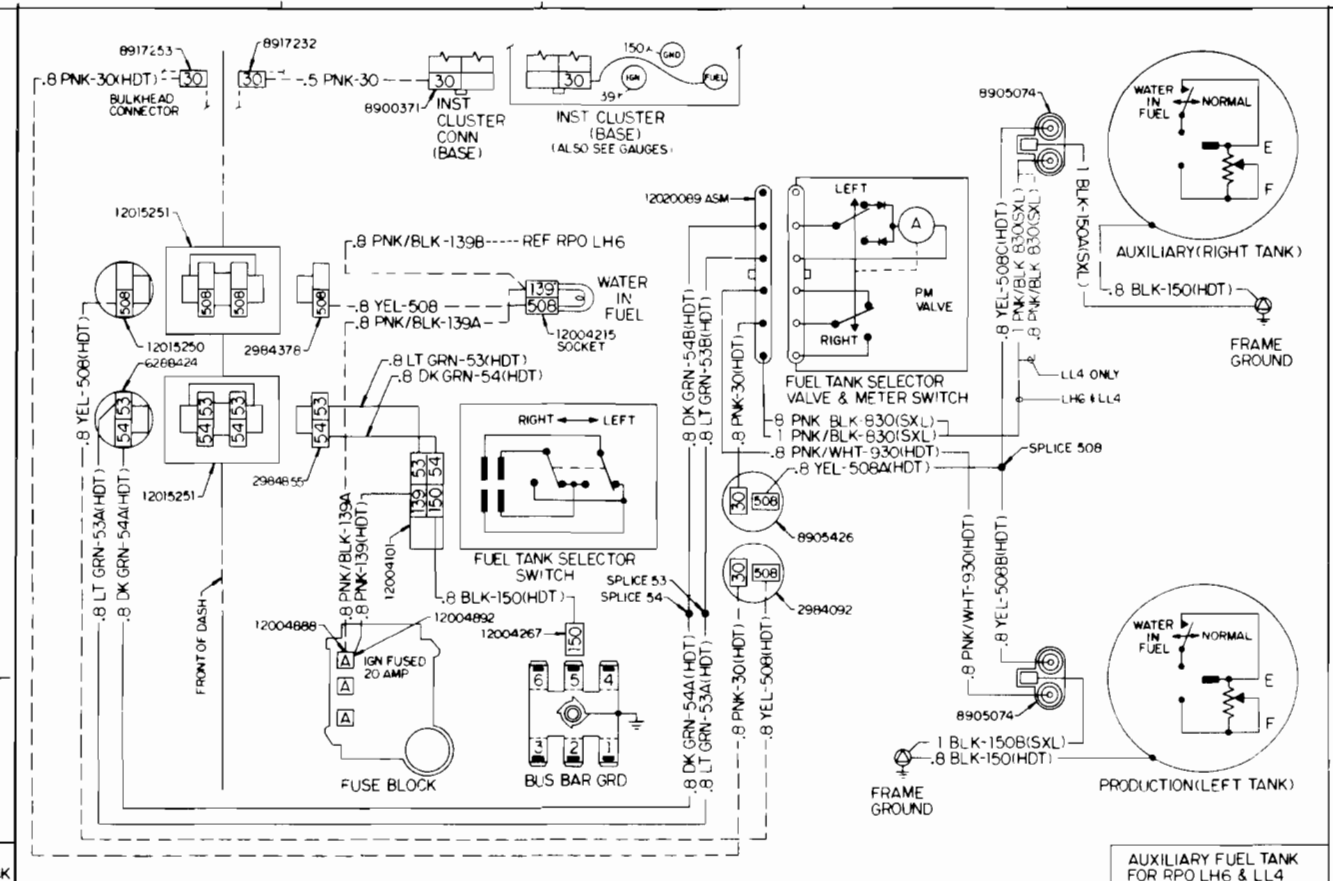 8917253
8917232
.8 PNK-30(HDT)
30
30
.5 PNK-30
30
30
BULKHEAD
CONNECTOR
8900371
INST
CLUSTER
CONN
(BASE)
150
GND
IGN
39
FUEL
INST CLUSTER
(BASE)
(ALSO SEE GAUGES)
8905074
WATER
IN
FUEL
NORMAL
E
F
AUXILIARY(RIGHT TANK)
1 BLK-150A(SXL)
.8 BLK-150(HDT)
FRAME
GROUND
.8 YEL-508C(HDT)
1 PNK/BLK 830(SXL)
.8 PNK/BLK 830(SXL)
LL4 ONLY
LH6 & LL4
12020089 ASM
LEFT
A
PM
VALVE
RIGHT
FUEL TANK SELECTOR
VALVE & METER SWITCH
12015251
508
508
508
508
12015250
2984378
.8 PNK/BLK-139B
REF RPO LH6
139
508
WATER
IN
FUEL
.8 YEL-508
.8 PNK/BLK-139A
12004215
SOCKET
6288424
54 53
54 53
54 53
54 53
12015251
2984855
.8 LT GRN-53(HDT)
.8 DK GRN-54(HDT)
RIGHT
LEFT
53 54
139 150
12004101
FUEL TANK SELECTOR
SWITCH
.8 YEL-508(HDT)
.8 LT GRN-53A(HDT)
.8 DK GRN-54A(HDT)
FRONT OF DASH
.8 PNK/BLK-139A
.8 PNK-139(HDT)
.8 DK GRN-54B(HDT)
.8 LT GRN-53B(HDT)
.8 PNK-30(HDT)
.8 PNK BLK-830(SXL)
1 PNK/BLK-830(SXL)
.8 PNK/WHT-930(HDT)
.8 YEL-508A(HDT)
SPLICE 508
30
508
8905426
30
508
2984092
SPLICE 53
SPLICE 54
.8 BLK-150(HDT)
12004888
12004892
12004267
150
A
IGN FUSED
20 AMP
A
A
FUSE BLOCK
6 5 4
3 2 1
BUS BAR GRD
.8 DK GRN-54A(HDT)
.8 LT GRN-53A(HDT)
.8 PNK-30(HDT)
.8 YEL-508(HDT)
.8 PNK/WHT-930(HDT)
.8 YEL-508B(HDT)
8905074
1 BLK-150B(SXL)
.8 BLK-150(HDT)
FRAME
GROUND
WATER
IN
FUEL
NORMAL
E
F
PRODUCTION(LEFT TANK)
AUXILIARY FUEL TANK
FOR RPO LH6 & LL4